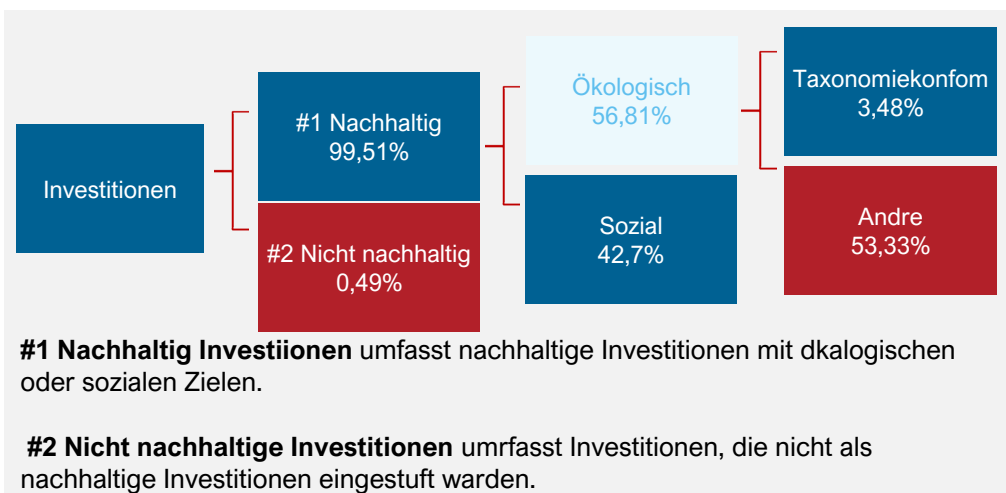 Investitionen
#1 Nachhaltig
99,51%
#2 Nicht nachhaltig
0,49%
Ökologisch
56,81%
Sozial
42,7%
Taxonomiekonfom
3,48%
Andre
53,33%
#1 Nachhaltig Investiionen umfasst nachhaltige Investitionen mit dkalogischen
oder sozialen Zielen.
#2 Nicht nachhaltige Investitionen umrfasst Investitionen, die nicht als
nachhaltige Investitionen eingestuft warden.